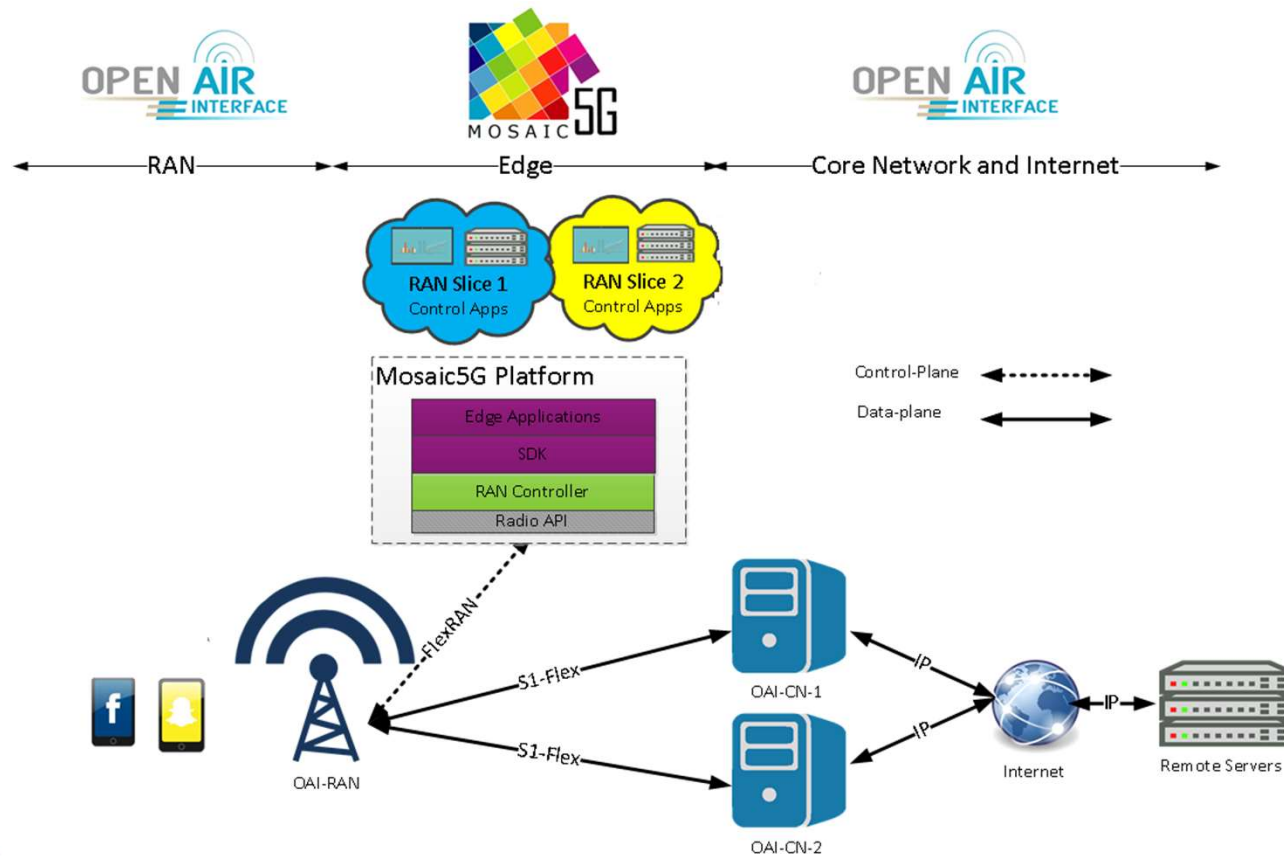 OPEN AIR
INTERFACE
MOSAIC 5G
OPEN AIR
INTERFACE
RAN
Edge
Core Network and Internet
RAN Slice 1
Control Apps
RAN Slice 2
Control Apps
Mosaic5G Platform
Edge Applications
SDK
RAN Controller
Radio API
Control-Plane
Data-plane
FlexRAN
S1-Flex
S1-Flex
IP
IP
IP
f
OAI-RAN
OAI-CN-1
OAI-CN-2
Internet
Remote Servers